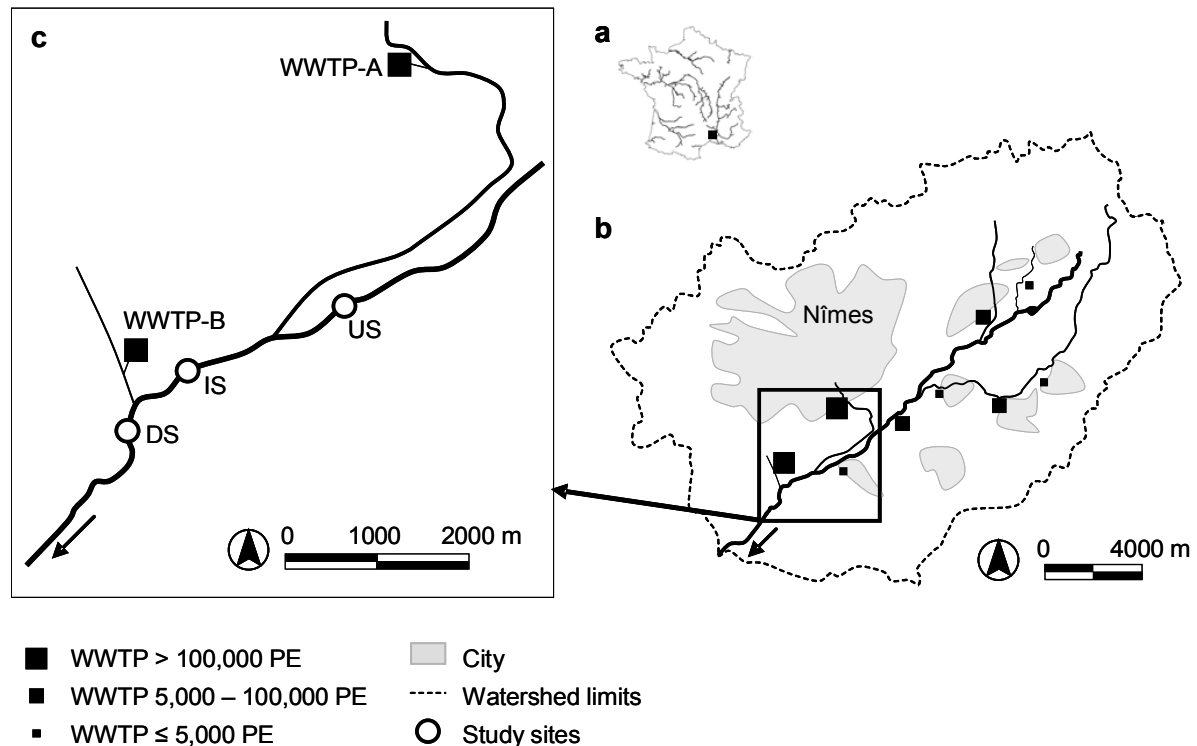 c
WWTP-A
US
WWTP-B
IS
DS
0 1000 2000 m
a
b
Nîmes
0 4000 m
WWTP > 100,000 PE
WWTP 5,000 – 100,000 PE
WWTP ≤ 5,000 PE
City
Watershed limits
Study sites